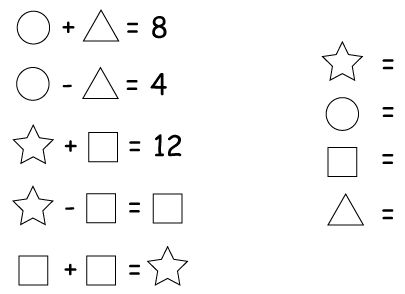 ○ + △ = 8
○ - △ = 4
☆ + □ = 12
☆ - □ = □
□ + □ = ☆
☆ =
○ =
□ =
△ =